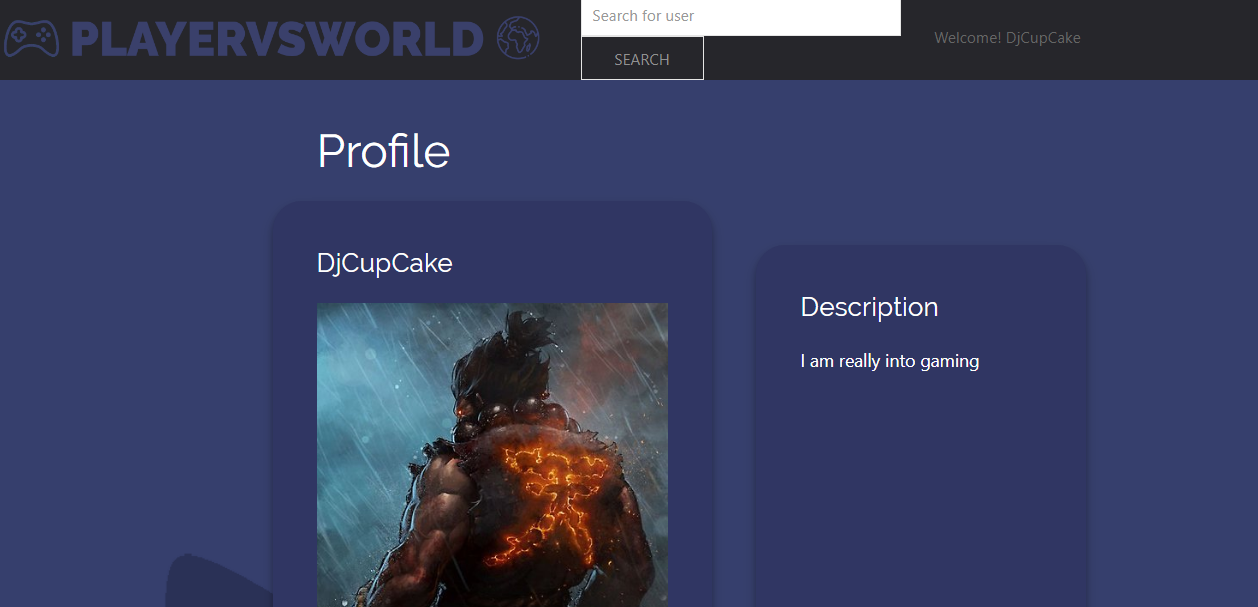 PLAYERVSWORLD
Search for user
SEARCH
Welcome! DjCupCake
Profile
DjCupCake
Description
I am really into gaming